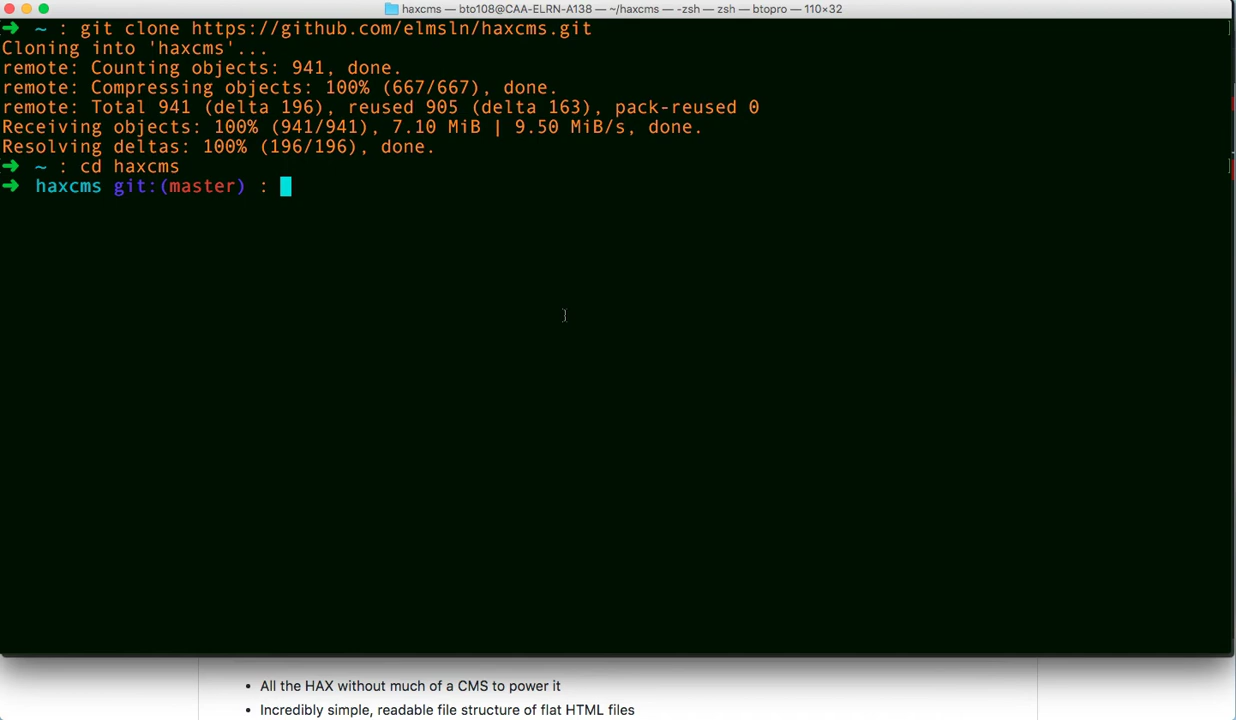 haxcms — bto108@CAA-ELRN-A138 — ~/haxcms — -zsh — zsh — btopro — 110×32
➜ ~ : git clone https://github.com/elmsln/haxcms.git
Cloning into 'haxcms'...
remote: Counting objects: 941, done.
remote: Compressing objects: 100% (667/667), done.
remote: Total 941 (delta 196), reused 905 (delta 163), pack-reused 0
Receiving objects: 100% (941/941), 7.10 MiB | 9.50 MiB/s, done.
Resolving deltas: 100% (196/196), done.
➜ ~ : cd haxcms
➜ haxcms git:(master) :
• All the HAX without much of a CMS to power it
• Incredibly simple, readable file structure of flat HTML files